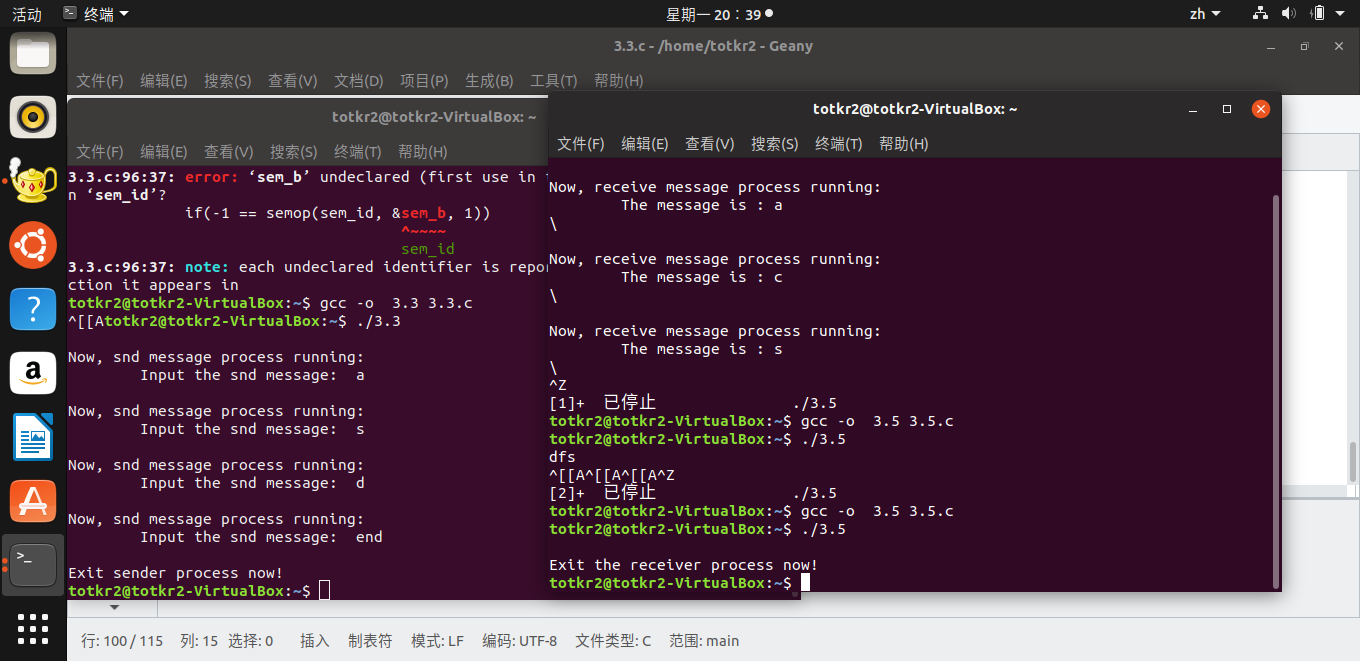 活动 终端 星期一 20：39 zh
3.3.c - /home/totkr2 - Geany
文件(F) 编辑(E) 搜索(S) 查看(V) 文档(D) 项目(P) 生成(B) 工具(T) 帮助(H)
totkr2@totkr2-VirtualBox: ~
文件(F) 编辑(E) 查看(V) 搜索(S) 终端(T) 帮助(H)
3.3.c:96:37: error: ‘sem_b’ undeclared (first use in
n ‘sem_id’?
if(-1 == semop(sem_id, &sem_b, 1))
^~~~~
sem_id
3.3.c:96:37: note: each undeclared identifier is repo
ction it appears in
totkr2@totkr2-VirtualBox:~$ gcc -o  3.3 3.3.c
^[[Atotkr2@totkr2-VirtualBox:~$ ./3.3
Now, snd message process running:
Input the snd message:  a
Now, snd message process running:
Input the snd message:  s
Now, snd message process running:
Input the snd message:  d
Now, snd message process running:
Input the snd message:  end
Exit sender process now!
totkr2@totkr2-VirtualBox:~$
totkr2@totkr2-VirtualBox: ~
文件(F) 编辑(E) 查看(V) 搜索(S) 终端(T) 帮助(H)
Now, receive message process running:
The message is : a
\
Now, receive message process running:
The message is : c
\
Now, receive message process running:
The message is : s
\
^Z
[1]+  已停止               ./3.5
totkr2@totkr2-VirtualBox:~$ gcc -o  3.5 3.5.c
totkr2@totkr2-VirtualBox:~$ ./3.5
dfs
^[[A^[[A^[[A^Z
[2]+  已停止               ./3.5
totkr2@totkr2-VirtualBox:~$ gcc -o  3.5 3.5.c
totkr2@totkr2-VirtualBox:~$ ./3.5
Exit the receiver process now!
totkr2@totkr2-VirtualBox:~$
行: 100 / 115 列: 15 选择: 0 插入 制表符 模式: LF 编码: UTF-8 文件类型: C 范围: main